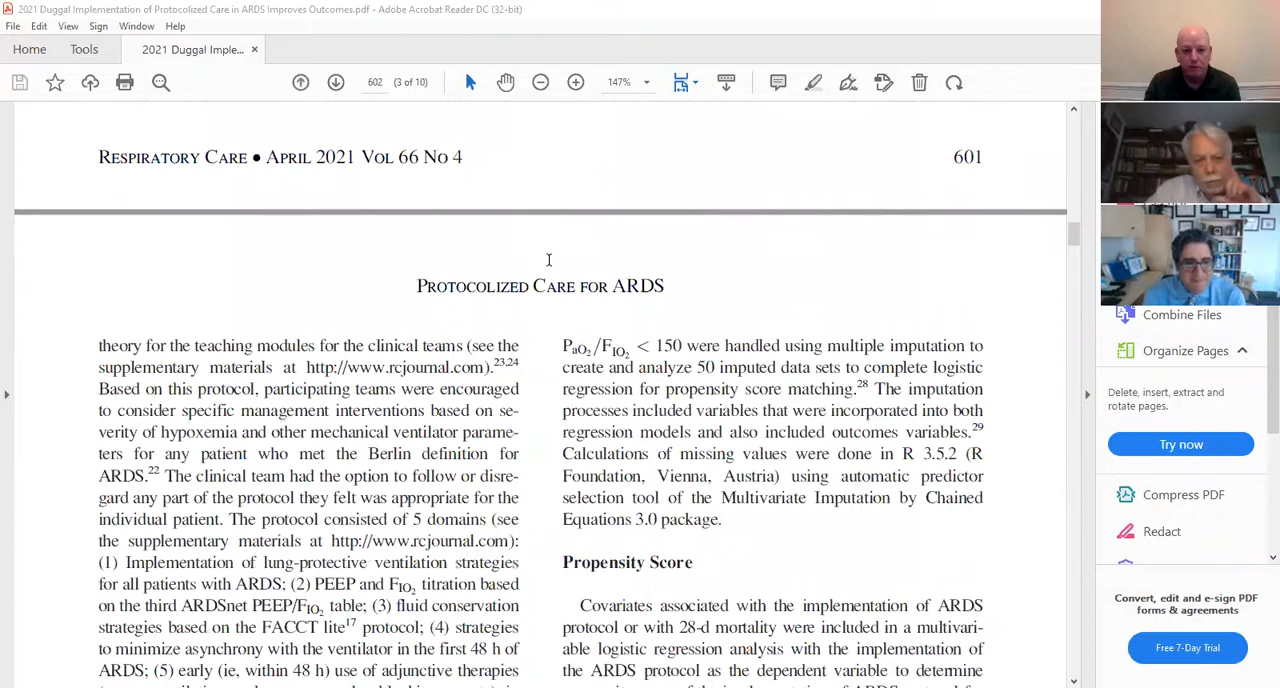 2021 Duggal Implementation of Protocolized Care in ARDS Improves Outcomes.pdf - Adobe Acrobat Reader DC (32-bit)
File Edit View Sign Window Help
Home Tools 2021 Duggal Imple... ×
602 (3 of 10) 147%
RESPIRATORY CARE • APRIL 2021 VOL 66 NO 4 601
PROTOCOLIZED CARE FOR ARDS
theory for the teaching modules for the clinical teams (see the
supplementary materials at http://www.rcjournal.com).23,24
Based on this protocol, participating teams were encouraged
to consider specific management interventions based on se-
verity of hypoxemia and other mechanical ventilator parame-
ters for any patient who met the Berlin definition for
ARDS.22 The clinical team had the option to follow or disre-
gard any part of the protocol they felt was appropriate for the
individual patient. The protocol consisted of 5 domains (see
the supplementary materials at http://www.rcjournal.com):
(1) Implementation of lung-protective ventilation strategies
for all patients with ARDS; (2) PEEP and FIO2 titration based
on the third ARDSnet PEEP/FIO2 table; (3) fluid conservation
strategies based on the FACCT lite17 protocol; (4) strategies
to minimize asynchrony with the ventilator in the first 48 h of
ARDS; (5) early (ie, within 48 h) use of adjunctive therapies
PaO2/FIO2 < 150 were handled using multiple imputation to
create and analyze 50 imputed data sets to complete logistic
regression for propensity score matching.28 The imputation
processes included variables that were incorporated into both
regression models and also included outcomes variables.29
Calculations of missing values were done in R 3.5.2 (R
Foundation, Vienna, Austria) using automatic predictor
selection tool of the Multivariate Imputation by Chained
Equations 3.0 package.
Propensity Score
Covariates associated with the implementation of ARDS
protocol or with 28-d mortality were included in a multivari-
able logistic regression analysis with the implementation of
the ARDS protocol as the dependent variable to determine
Combine Files
Organize Pages
Delete, insert, extract and
rotate pages.
Try now
Compress PDF
Redact
Convert, edit and e-sign PDF
forms & agreements
Free 7-Day Trial